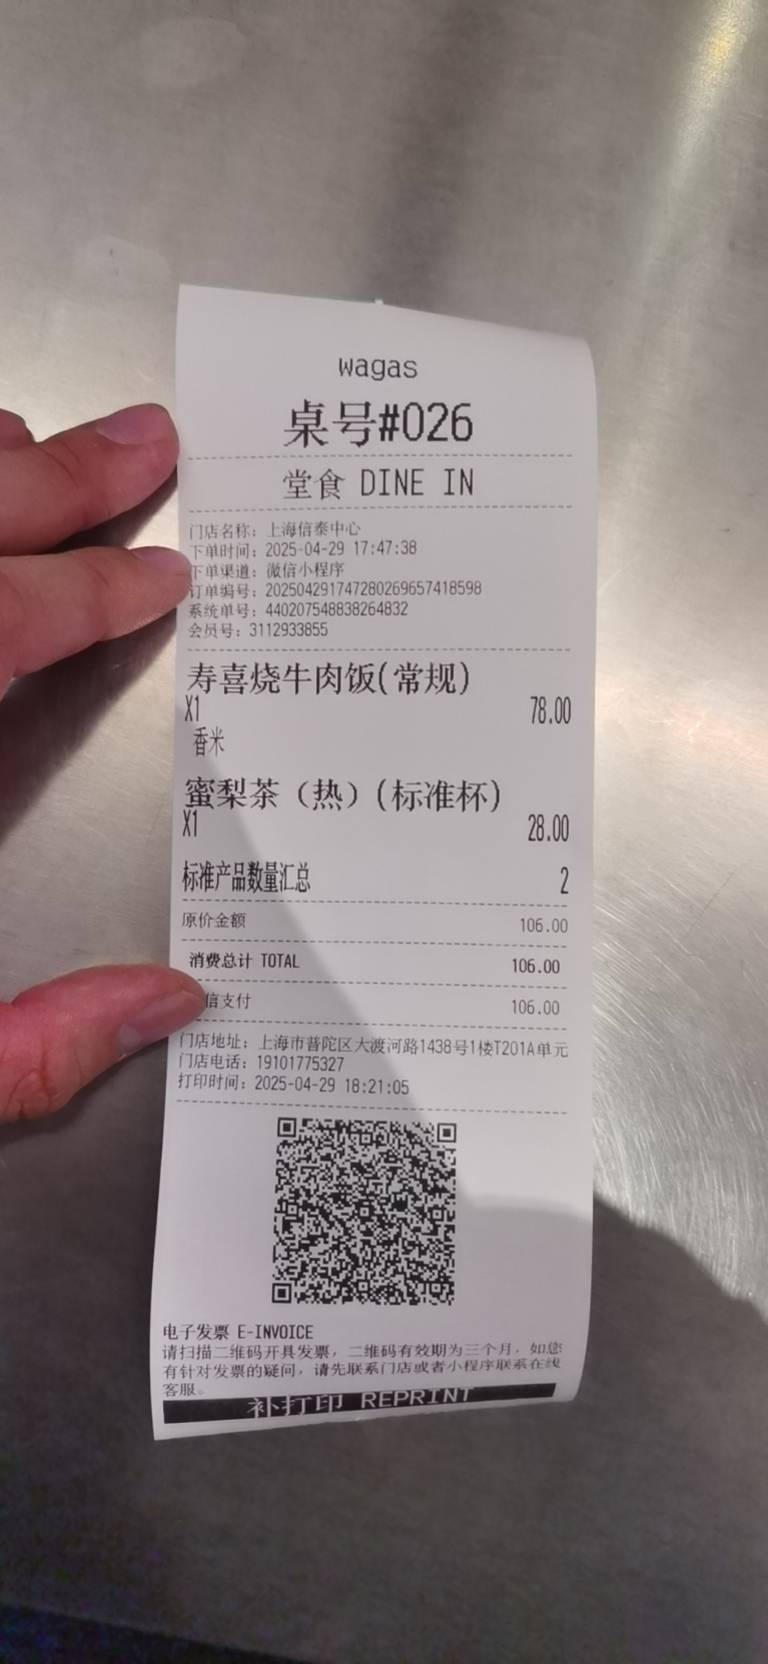 wagas
桌号#026
堂食 DINE IN
门店名称: 上海信泰中心
下单时间: 2025-04-29 17:47:38
下单渠道: 微信小程序
订单编号: 202504291747280269657418598
系统单号: 440207548838264832
会员号: 3112933855
寿喜烧牛肉饭(常规)
X1 78.00
香米
蜜梨茶（热）(标准杯)
X1 28.00
标准产品数量汇总 2
原价金额 106.00
消费总计 TOTAL 106.00
信支付 106.00
门店地址: 上海市普陀区大渡河路1438号1楼T201A单元
门店电话: 19101775327
打印时间: 2025-04-29 18:21:05
电子发票 E-INVOICE
请扫描二维码开具发票，二维码有效期为三个月，如您
有针对发票的疑问，请先联系门店或者小程序联系在线
客服。
补打印 REPRINT